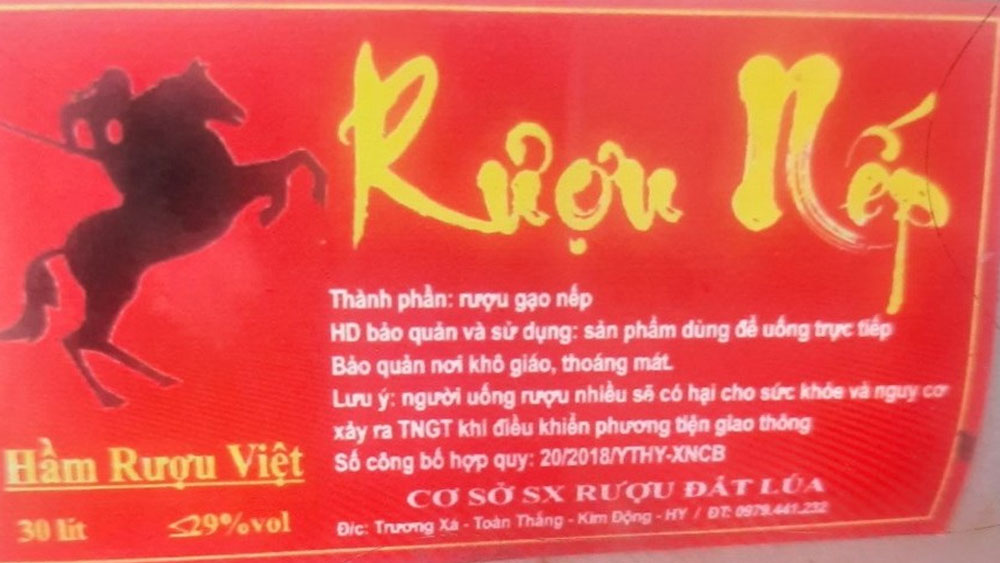 Rượu Nếp
Thành phần: rượu gạo nếp
HD bảo quản và sử dụng: sản phẩm dùng để uống trực tiếp
Bảo quản nơi khô giáo, thoáng mát.
Lưu ý: người uống rượu nhiều sẽ có hại cho sức khỏe và nguy cơ
xảy ra TNGT khi điều khiển phương tiện giao thông
Số công bố hợp quy: 20/2018/YTHY-XNCB
CƠ SỞ SX RƯỢU ĐẤT LÚA
Đ/c: Trương Xá - Toàn Thắng - Kim Động - HY / ĐT: 0979.441.232
Hầm Rượu Việt
30 lít ≤29%vol